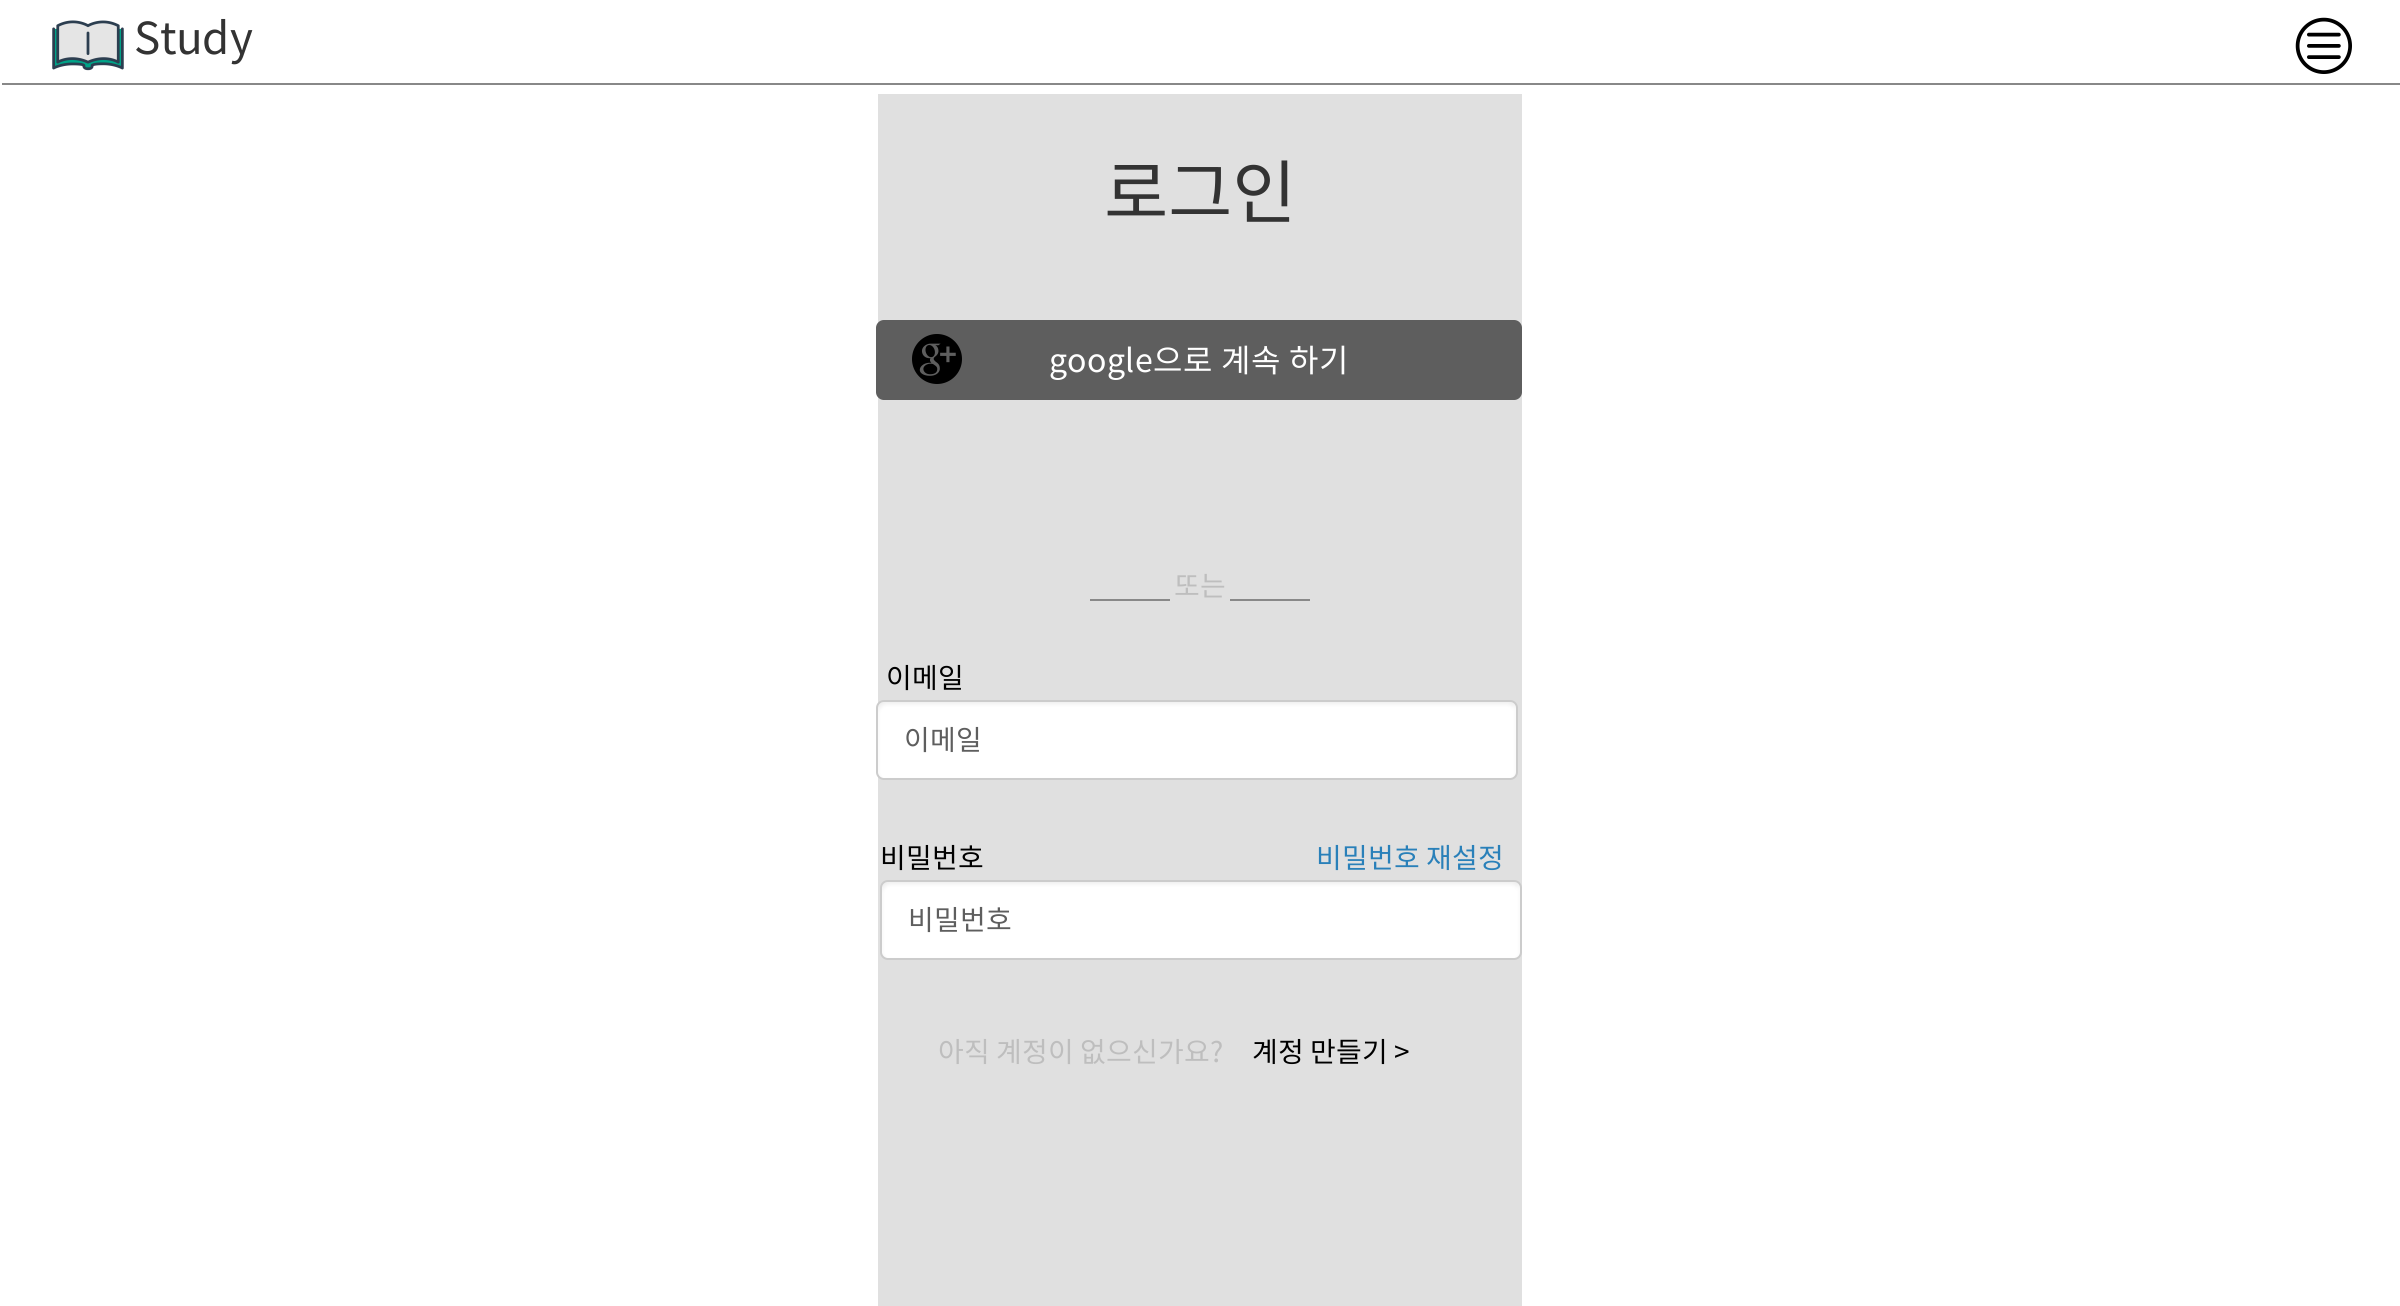 Study
로그인
g+
google으로 계속 하기
또는
이메일
이메일
비밀번호 비밀번호 재설정
비밀번호
아직 계정이 없으신가요? 계정 만들기 >